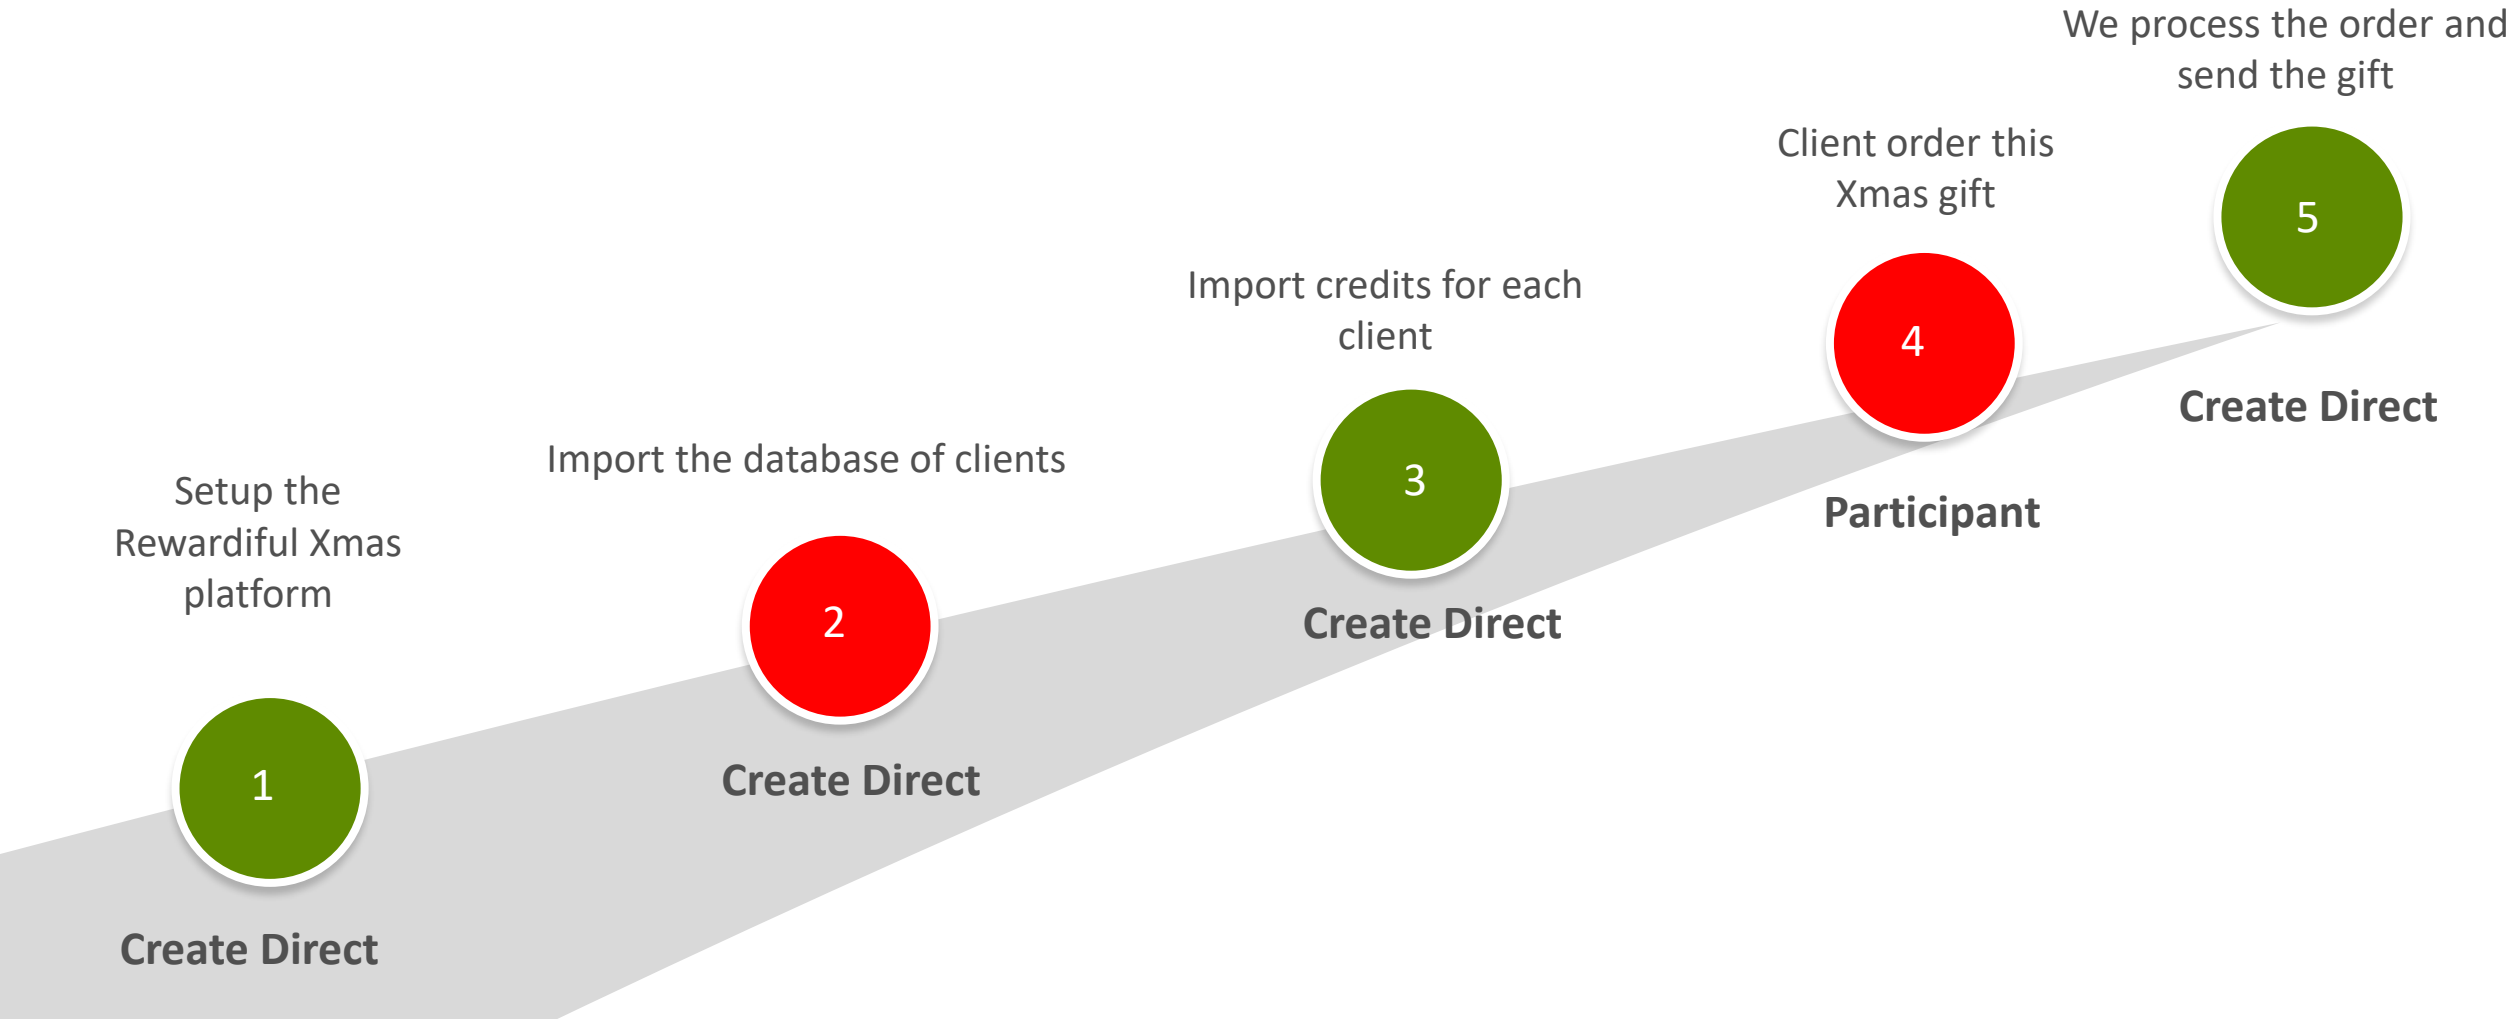 Setup the
Rewardiful Xmas
platform
1
Create Direct
Import the database of clients
2
Create Direct
Import credits for each
client
3
Create Direct
Client order this
Xmas gift
4
Participant
We process the order and
send the gift
5
Create Direct